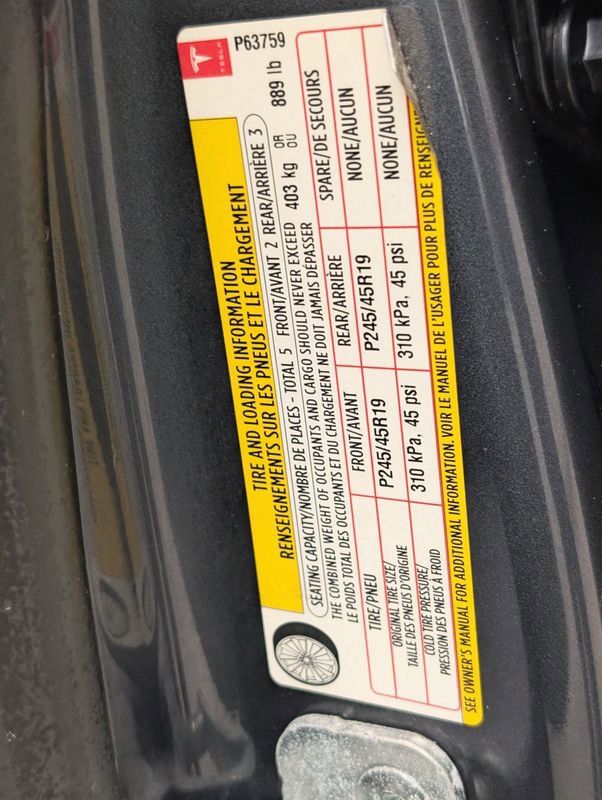 TESLA
P63759
TIRE AND LOADING INFORMATION
RENSEIGNEMENTS SUR LES PNEUS ET LE CHARGEMENT
SEATING CAPACITY/NOMBRE DE PLACES - TOTAL 5 FRONT/AVANT 2 REAR/ARRIÈRE 3
THE COMBINED WEIGHT OF OCCUPANTS AND CARGO SHOULD NEVER EXCEED
LE POIDS TOTAL DES OCCUPANTS ET DU CHARGEMENT NE DOIT JAMAIS DÉPASSER
403 kg OR OU 889 lb
TIRE/PNEU FRONT/AVANT REAR/ARRIÈRE SPARE/DE SECOURS
ORIGINAL TIRE SIZE/
TAILLE DES PNEUS D'ORIGINE
P245/45R19 P245/45R19 NONE/AUCUN
COLD TIRE PRESSURE/
PRESSION DES PNEUS À FROID
310 kPa, 45 psi 310 kPa, 45 psi NONE/AUCUN
SEE OWNER'S MANUAL FOR ADDITIONAL INFORMATION. VOIR LE MANUEL DE L'USAGER POUR PLUS DE RENSEIGNE